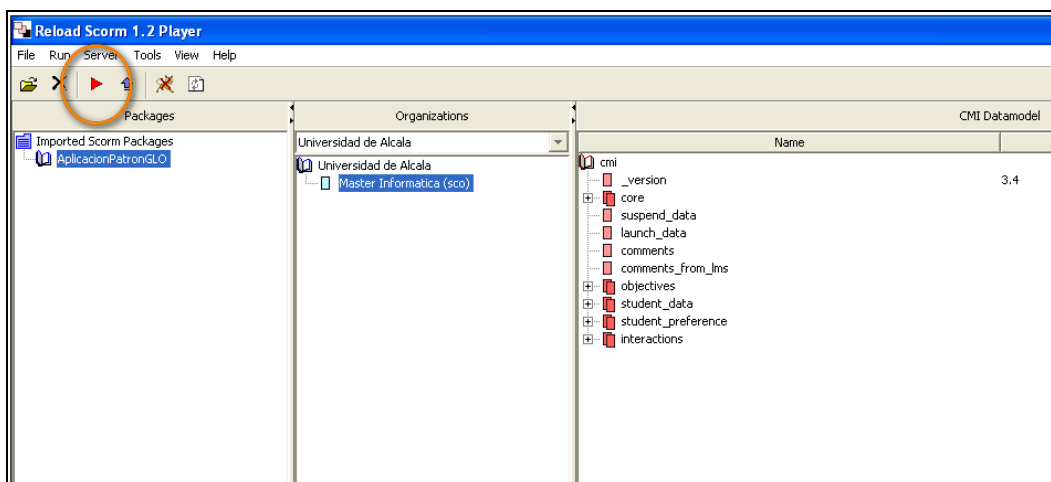 Reload Scorm 1.2 Player
File Run Server Tools View Help
Packages
Organizations
CMI Datamodel
Imported Scorm Packages
AplicacionPatronGLO
Universidad de Alcala
Universidad de Alcala
Master Informatica (sco)
Name
cmi
_version 3.4
core
suspend_data
launch_data
comments
comments_from_lms
objectives
student_data
student_preference
interactions